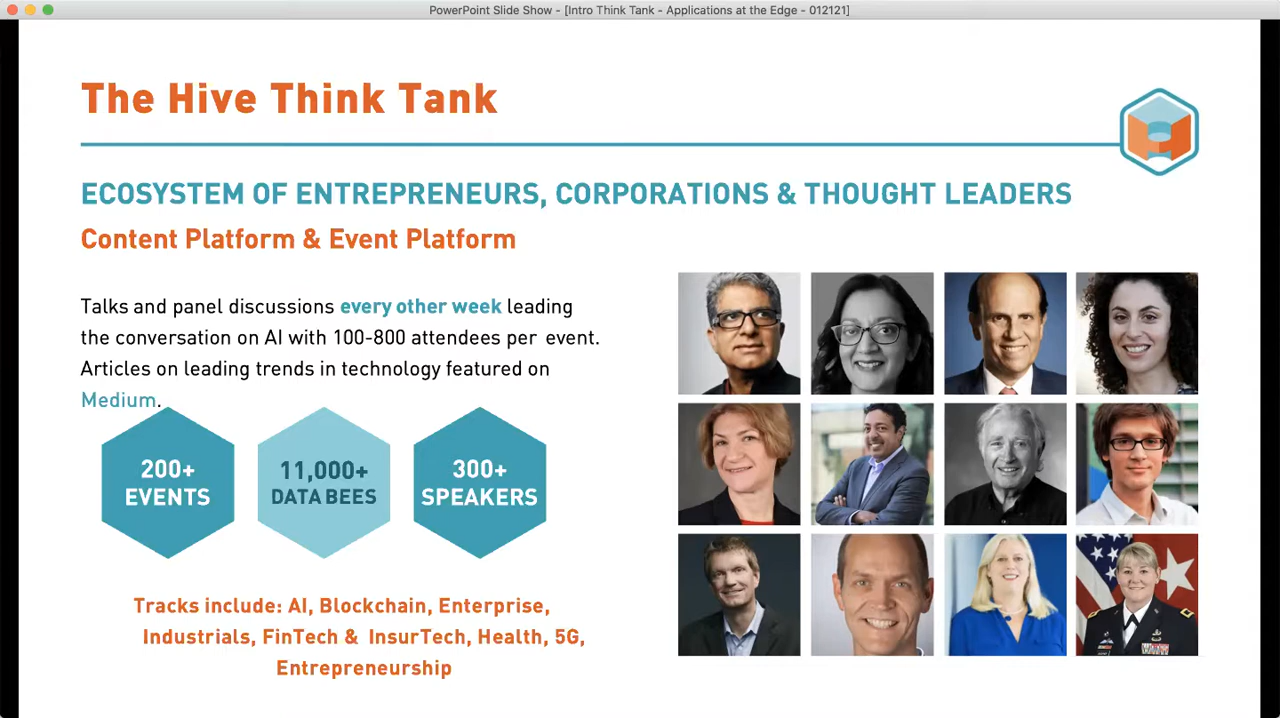 PowerPoint Slide Show - [Intro Think Tank - Applications at the Edge - 012121]
The Hive Think Tank
ECOSYSTEM OF ENTREPRENEURS, CORPORATIONS & THOUGHT LEADERS
Content Platform & Event Platform
Talks and panel discussions every other week leading
the conversation on AI with 100-800 attendees per event.
Articles on leading trends in technology featured on
Medium.
200+
EVENTS
11,000+
DATA BEES
300+
SPEAKERS
Tracks include: AI, Blockchain, Enterprise,
Industrials, FinTech & InsurTech, Health, 5G,
Entrepreneurship